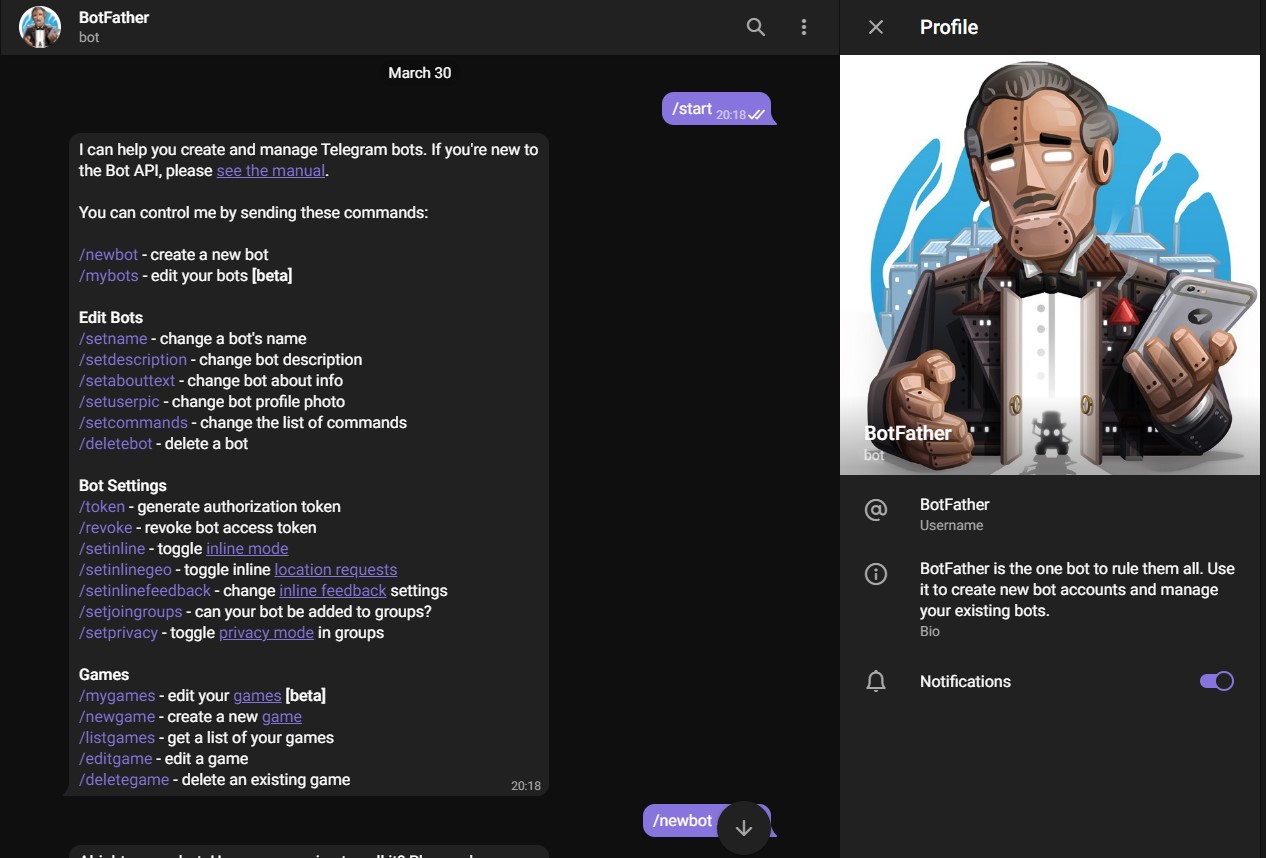 BotFather
bot
March 30
/start 20:18
I can help you create and manage Telegram bots. If you're new to
the Bot API, please see the manual.
You can control me by sending these commands:
/newbot - create a new bot
/mybots - edit your bots [beta]
Edit Bots
/setname - change a bot's name
/setdescription - change bot description
/setabouttext - change bot about info
/setuserpic - change bot profile photo
/setcommands - change the list of commands
/deletebot - delete a bot
Bot Settings
/token - generate authorization token
/revoke - revoke bot access token
/setinline - toggle inline mode
/setinlinegeo - toggle inline location requests
/setinlinefeedback - change inline feedback settings
/setjoingroups - can your bot be added to groups?
/setprivacy - toggle privacy mode in groups
Games
/mygames - edit your games [beta]
/newgame - create a new game
/listgames - get a list of your games
/editgame - edit a game
/deletegame - delete an existing game
20:18
/newbot
Profile
BotFather
bot
BotFather
Username
BotFather is the one bot to rule them all. Use
it to create new bot accounts and manage
your existing bots.
Bio
Notifications